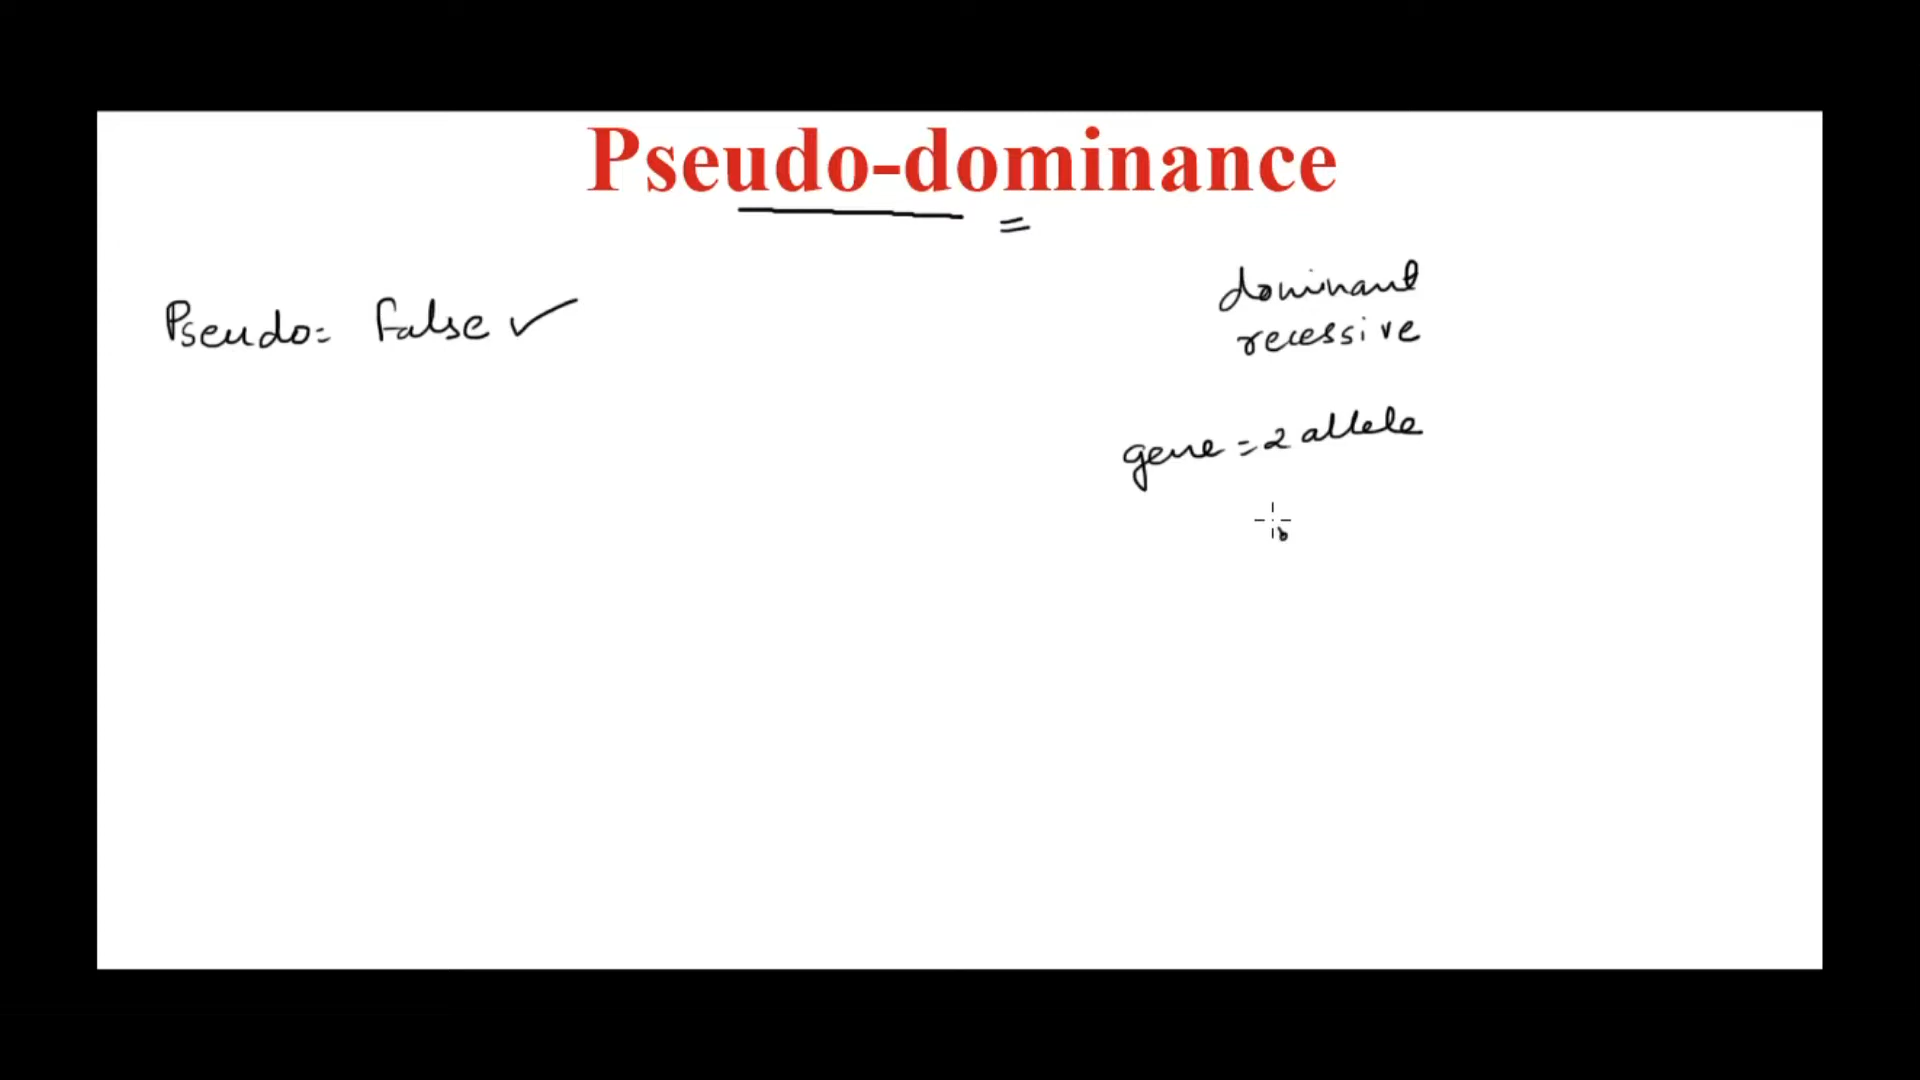 Pseudo-dominance
=
Pseudo= False ✓
dominant
recessive
gene = 2 allele